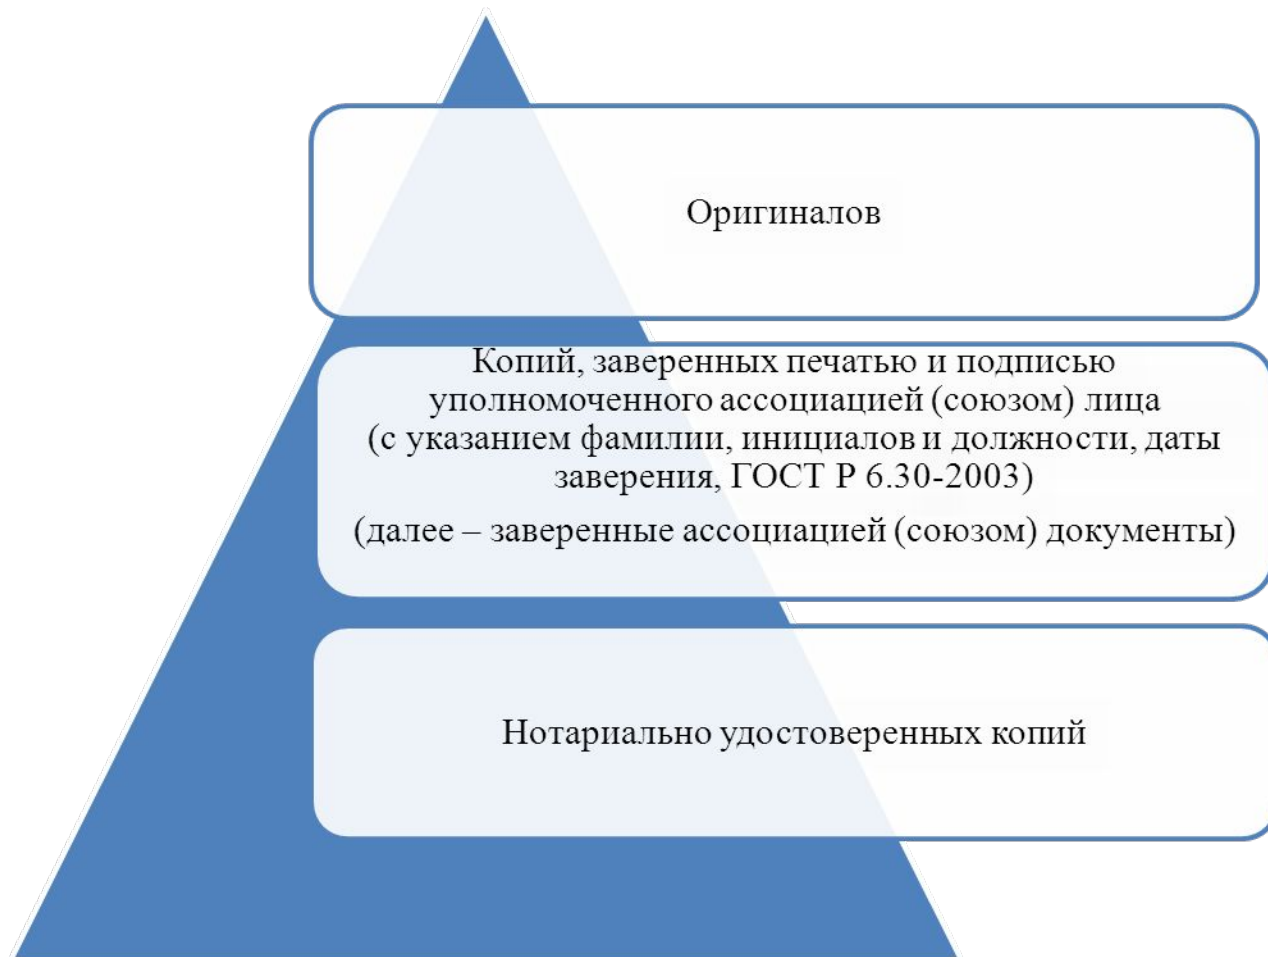 Оригиналов
Копий, заверенных печатью и подписью
уполномоченного ассоциацией (союзом) лица
(с указанием фамилии, инициалов и должности, даты
заверения, ГОСТ Р 6.30-2003)
(далее – заверенные ассоциацией (союзом) документы)
Нотариально удостоверенных копий